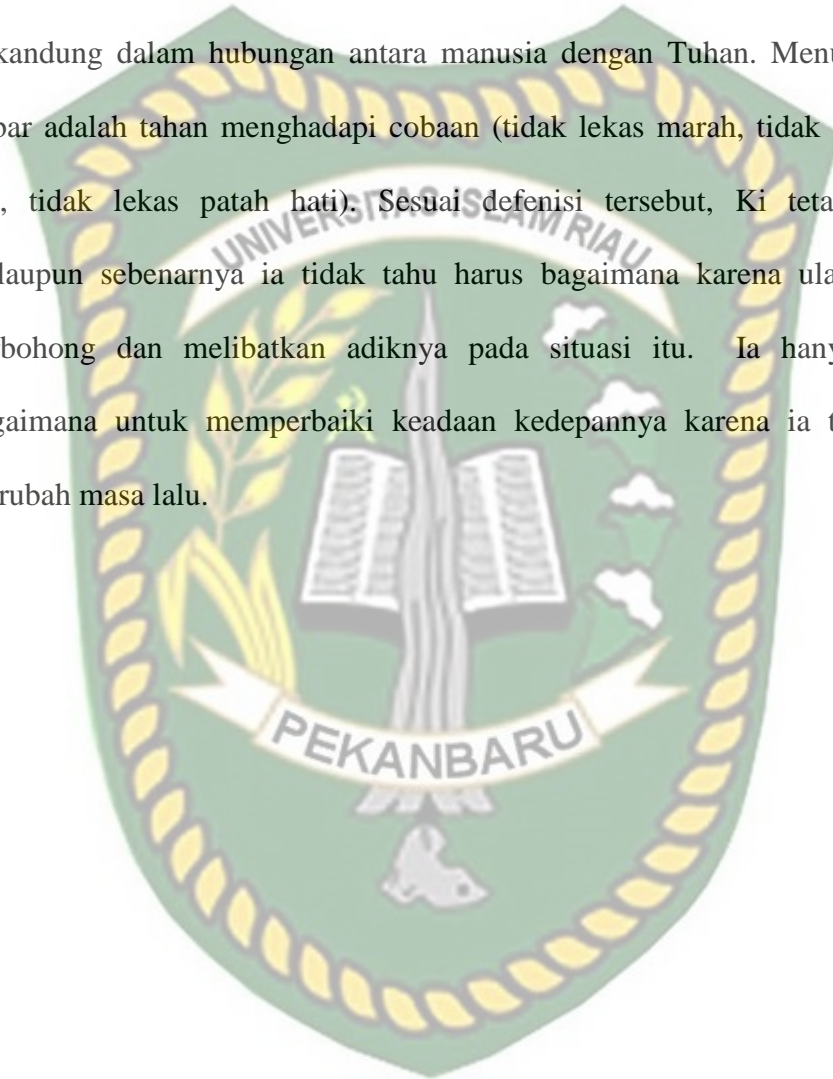 kandung dalam hubungan antara manusia dengan Tuhan. Menu
bar adalah tahan menghadapi cobaan (tidak lekas marah, tidak
, tidak lekas patah hati). Sesuai defenisi tersebut, Ki teta
UNIVERSITAS ISLAM RIAU
laupun sebenarnya ia tidak tahu harus bagaimana karena ula
bohong dan melibatkan adiknya pada situasi itu. Ia hany
gaimana untuk memperbaiki keadaan kedepannya karena ia t
rubah masa lalu.
PEKANBARU